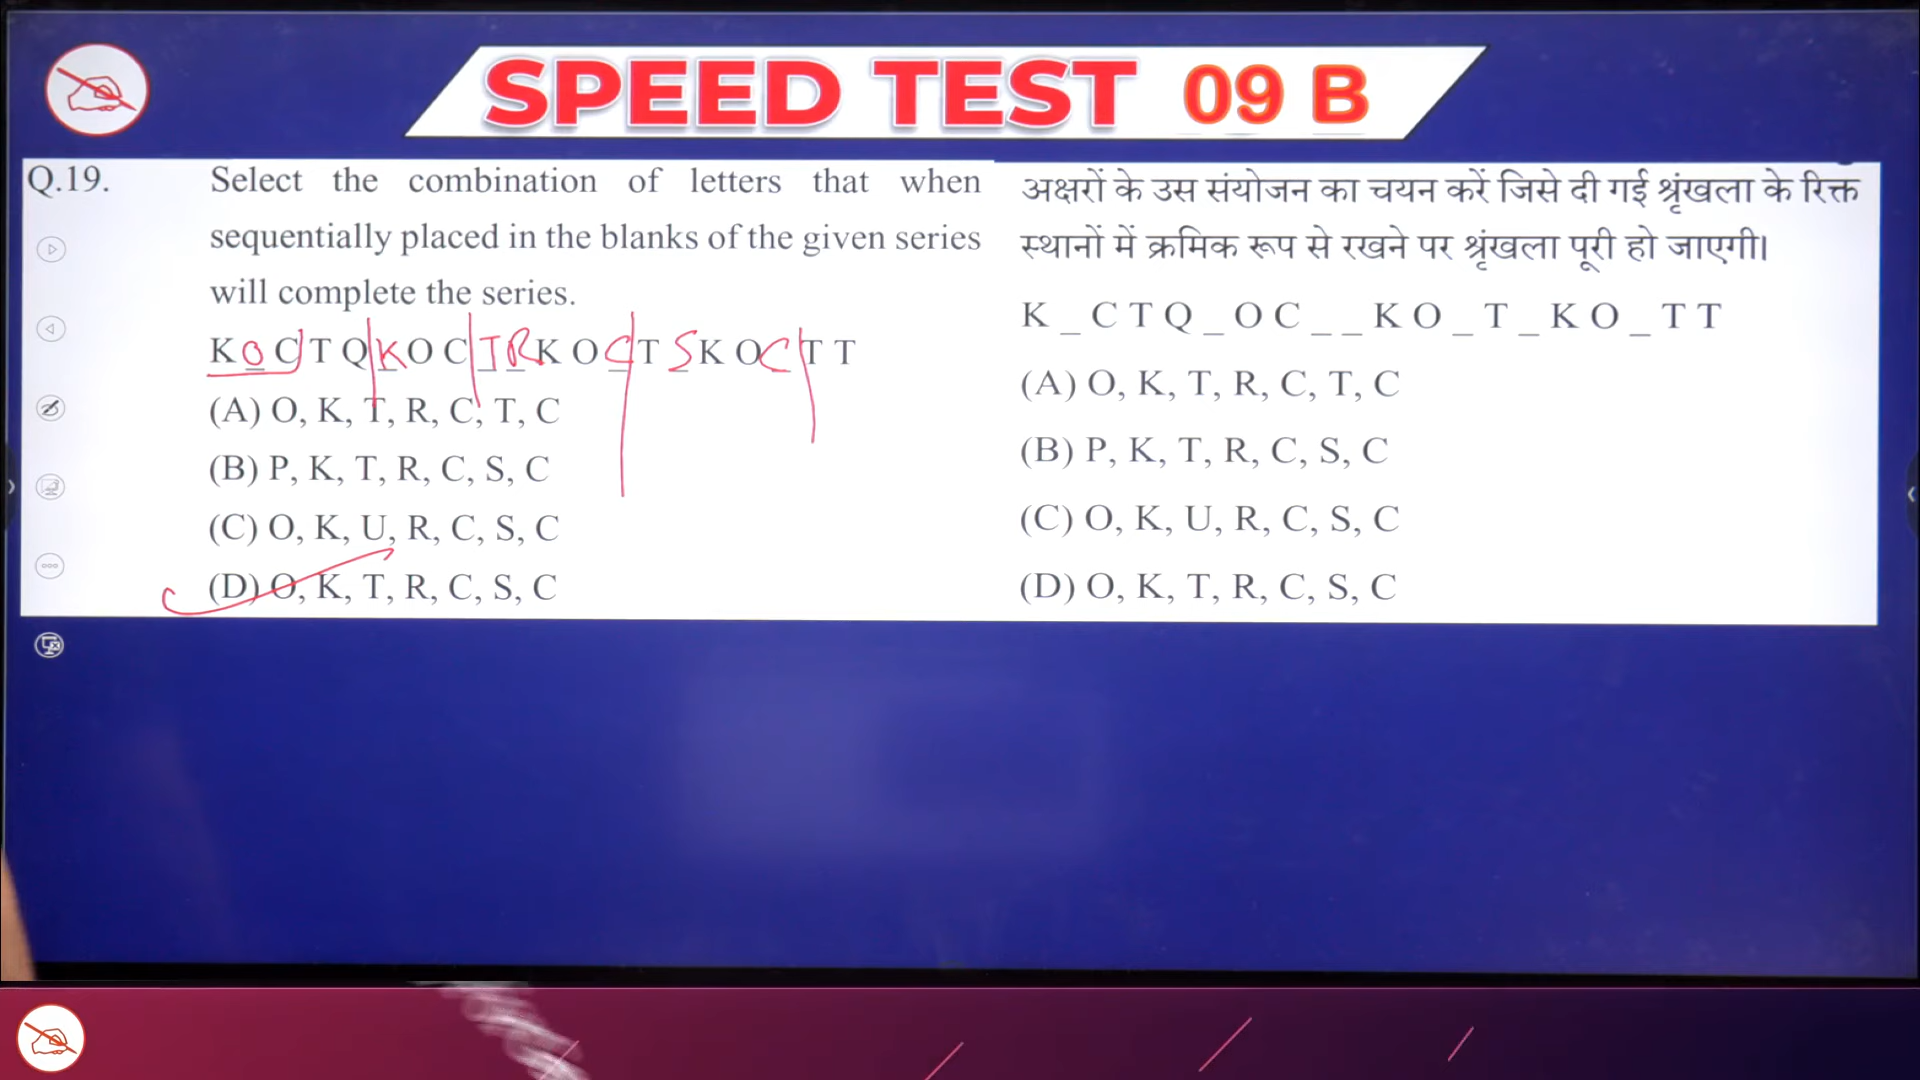 SPEED TEST 09 B
Q.19. Select the combination of letters that when
sequentially placed in the blanks of the given series
will complete the series.
K O C T Q K O C T R K O C T S K O C T T
(A) O, K, T, R, C, T, C
(B) P, K, T, R, C, S, C
(C) O, K, U, R, C, S, C
(D) O, K, T, R, C, S, C
अक्षरों के उस संयोजन का चयन करें जिसे दी गई श्रृंखला के रिक्त
स्थानों में क्रमिक रूप से रखने पर श्रृंखला पूरी हो जाएगी।
K _ C T Q _ O C _ _ K O _ T _ K O _ T T
(A) O, K, T, R, C, T, C
(B) P, K, T, R, C, S, C
(C) O, K, U, R, C, S, C
(D) O, K, T, R, C, S, C